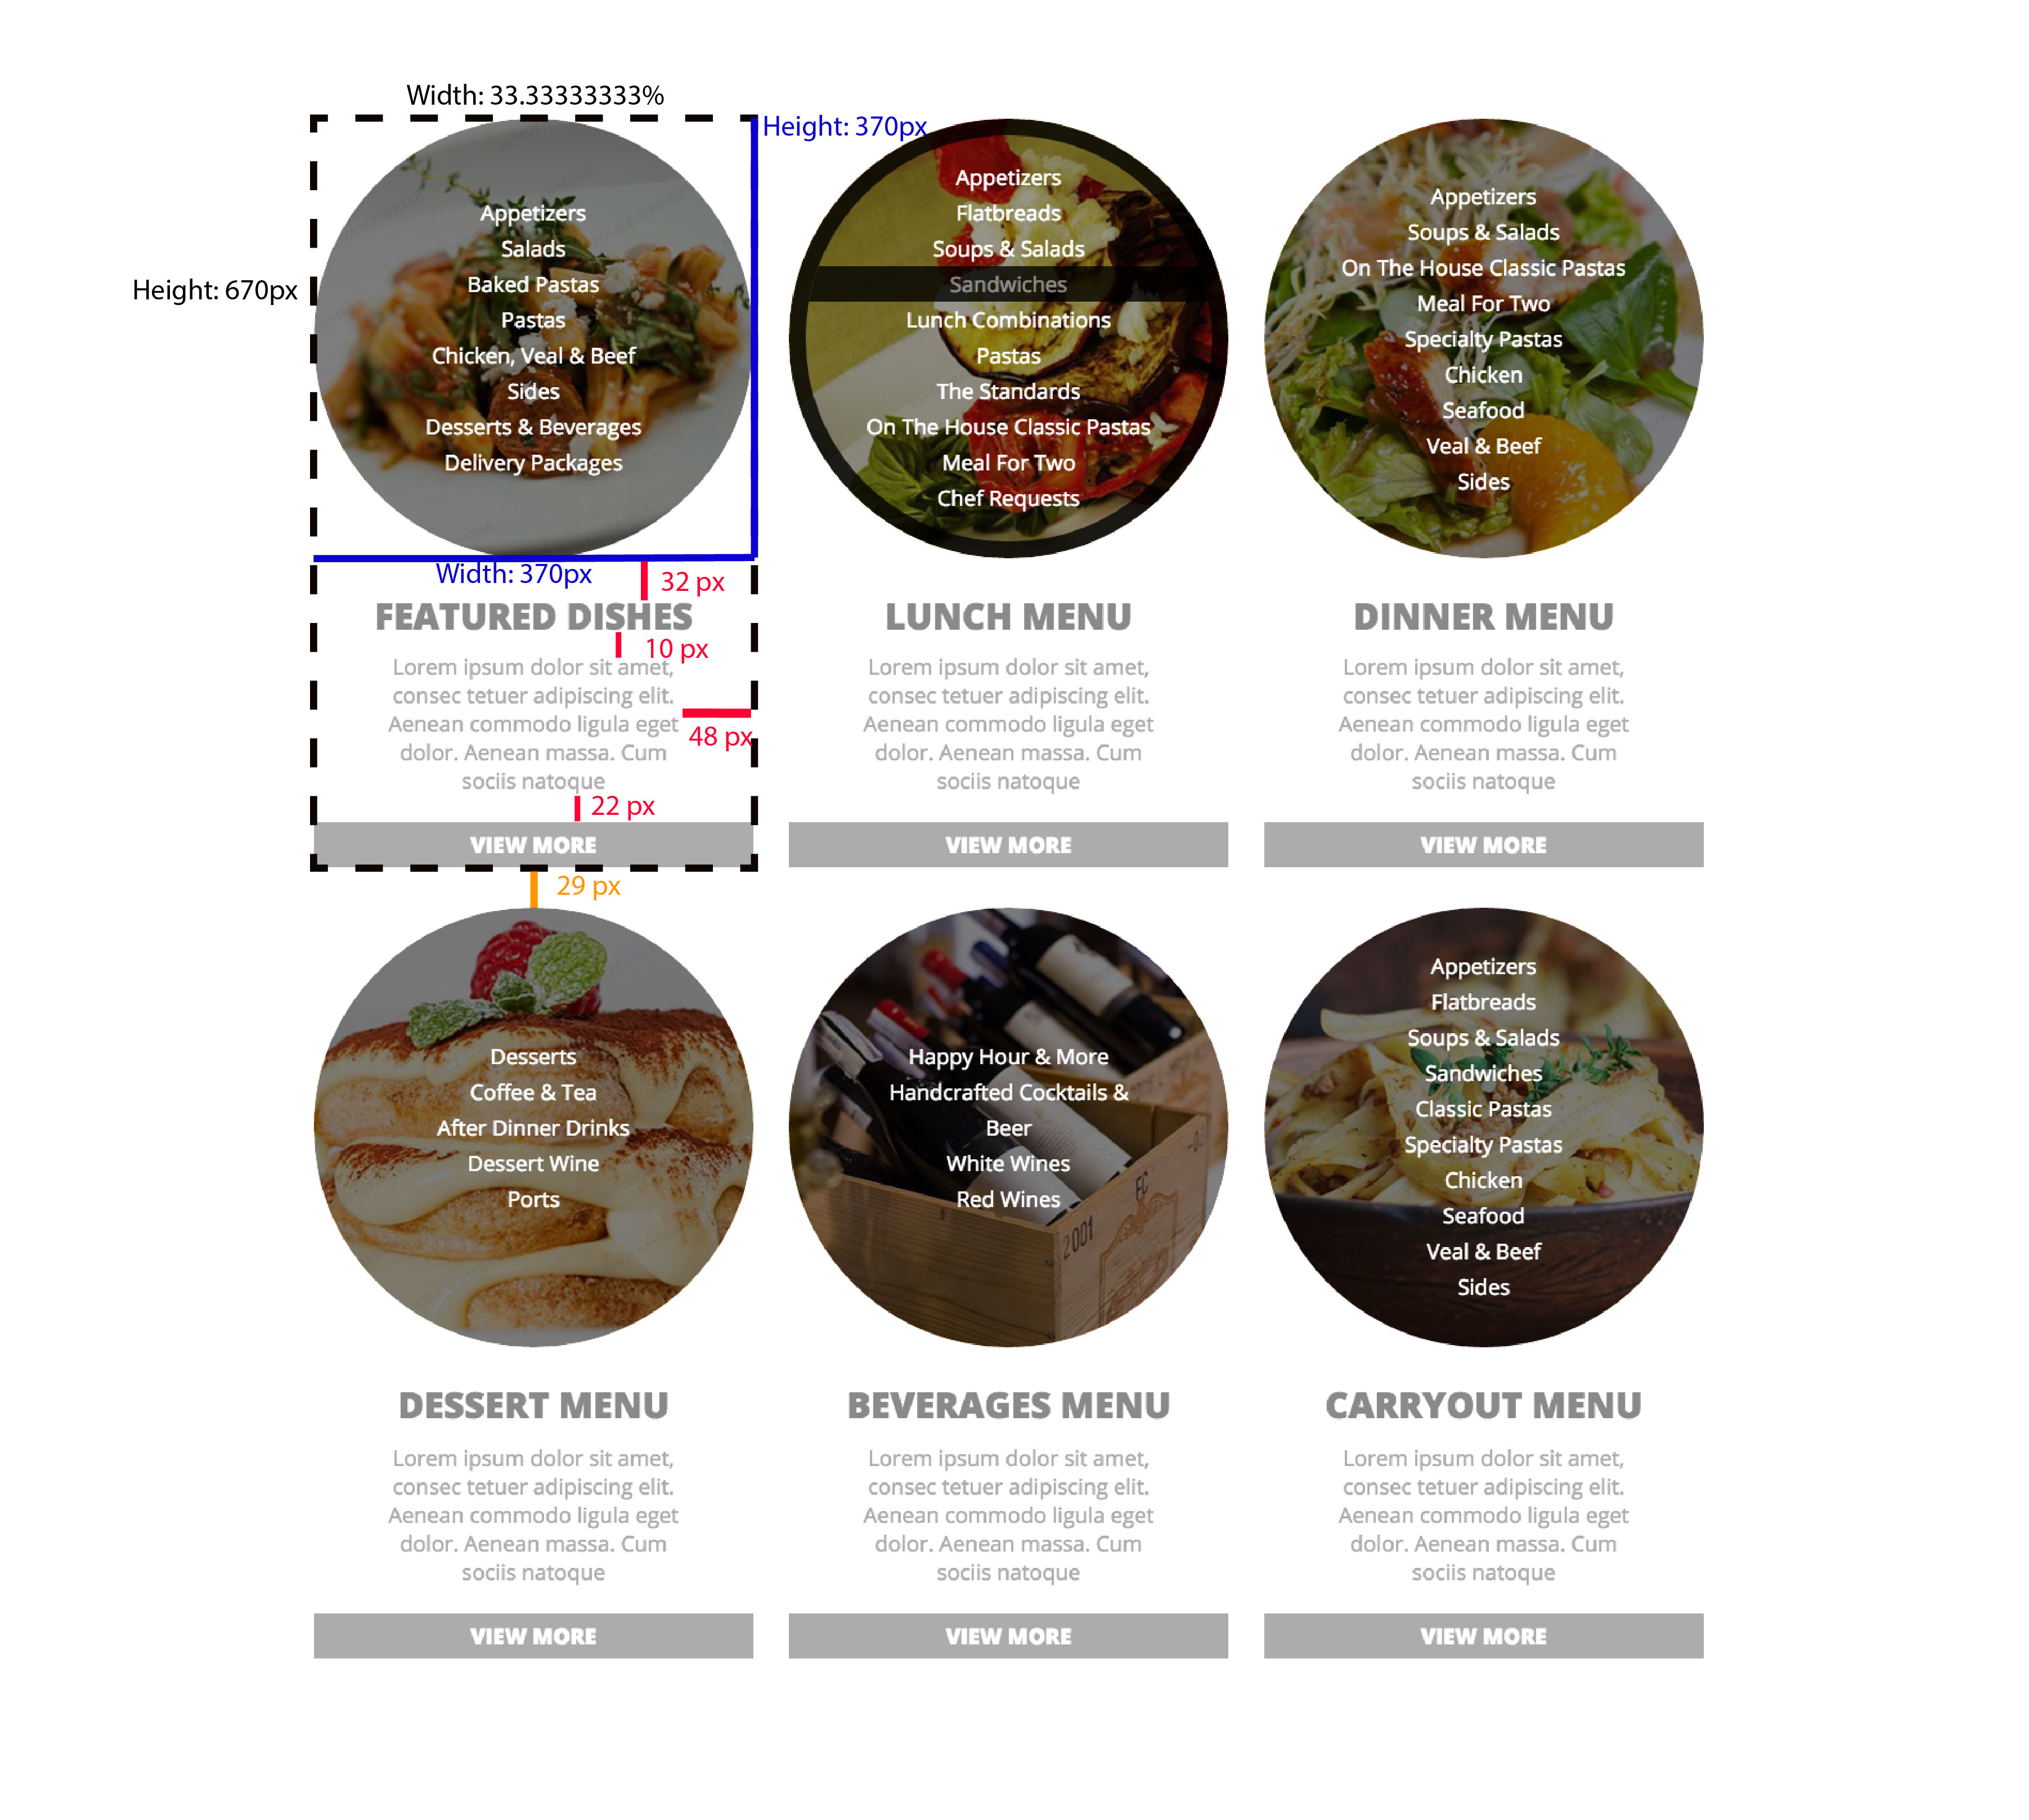 Width: 33.33333333%
Height: 670px
Height: 370px
Appetizers
Salads
Baked Pastas
Pastas
Chicken, Veal & Beef
Sides
Desserts & Beverages
Delivery Packages
Width: 370px
32 px
FEATURED DISHES
10 px
Lorem ipsum dolor sit amet,
consec tetuer adipiscing elit.
Aenean commodo ligula eget
dolor. Aenean massa. Cum
sociis natoque
48 px
22 px
VIEW MORE
29 px
Appetizers
Flatbreads
Soups & Salads
Sandwiches
Lunch Combinations
Pastas
The Standards
On The House Classic Pastas
Meal For Two
Chef Requests
LUNCH MENU
Lorem ipsum dolor sit amet,
consec tetuer adipiscing elit.
Aenean commodo ligula eget
dolor. Aenean massa. Cum
sociis natoque
VIEW MORE
Appetizers
Soups & Salads
On The House Classic Pastas
Meal For Two
Specialty Pastas
Chicken
Seafood
Veal & Beef
Sides
DINNER MENU
Lorem ipsum dolor sit amet,
consec tetuer adipiscing elit.
Aenean commodo ligula eget
dolor. Aenean massa. Cum
sociis natoque
VIEW MORE
Desserts
Coffee & Tea
After Dinner Drinks
Dessert Wine
Ports
DESSERT MENU
Lorem ipsum dolor sit amet,
consec tetuer adipiscing elit.
Aenean commodo ligula eget
dolor. Aenean massa. Cum
sociis natoque
VIEW MORE
Happy Hour & More
Handcrafted Cocktails &
Beer
White Wines
Red Wines
FC
2001
BEVERAGES MENU
Lorem ipsum dolor sit amet,
consec tetuer adipiscing elit.
Aenean commodo ligula eget
dolor. Aenean massa. Cum
sociis natoque
VIEW MORE
Appetizers
Flatbreads
Soups & Salads
Sandwiches
Classic Pastas
Specialty Pastas
Chicken
Seafood
Veal & Beef
Sides
CARRYOUT MENU
Lorem ipsum dolor sit amet,
consec tetuer adipiscing elit.
Aenean commodo ligula eget
dolor. Aenean massa. Cum
sociis natoque
VIEW MORE